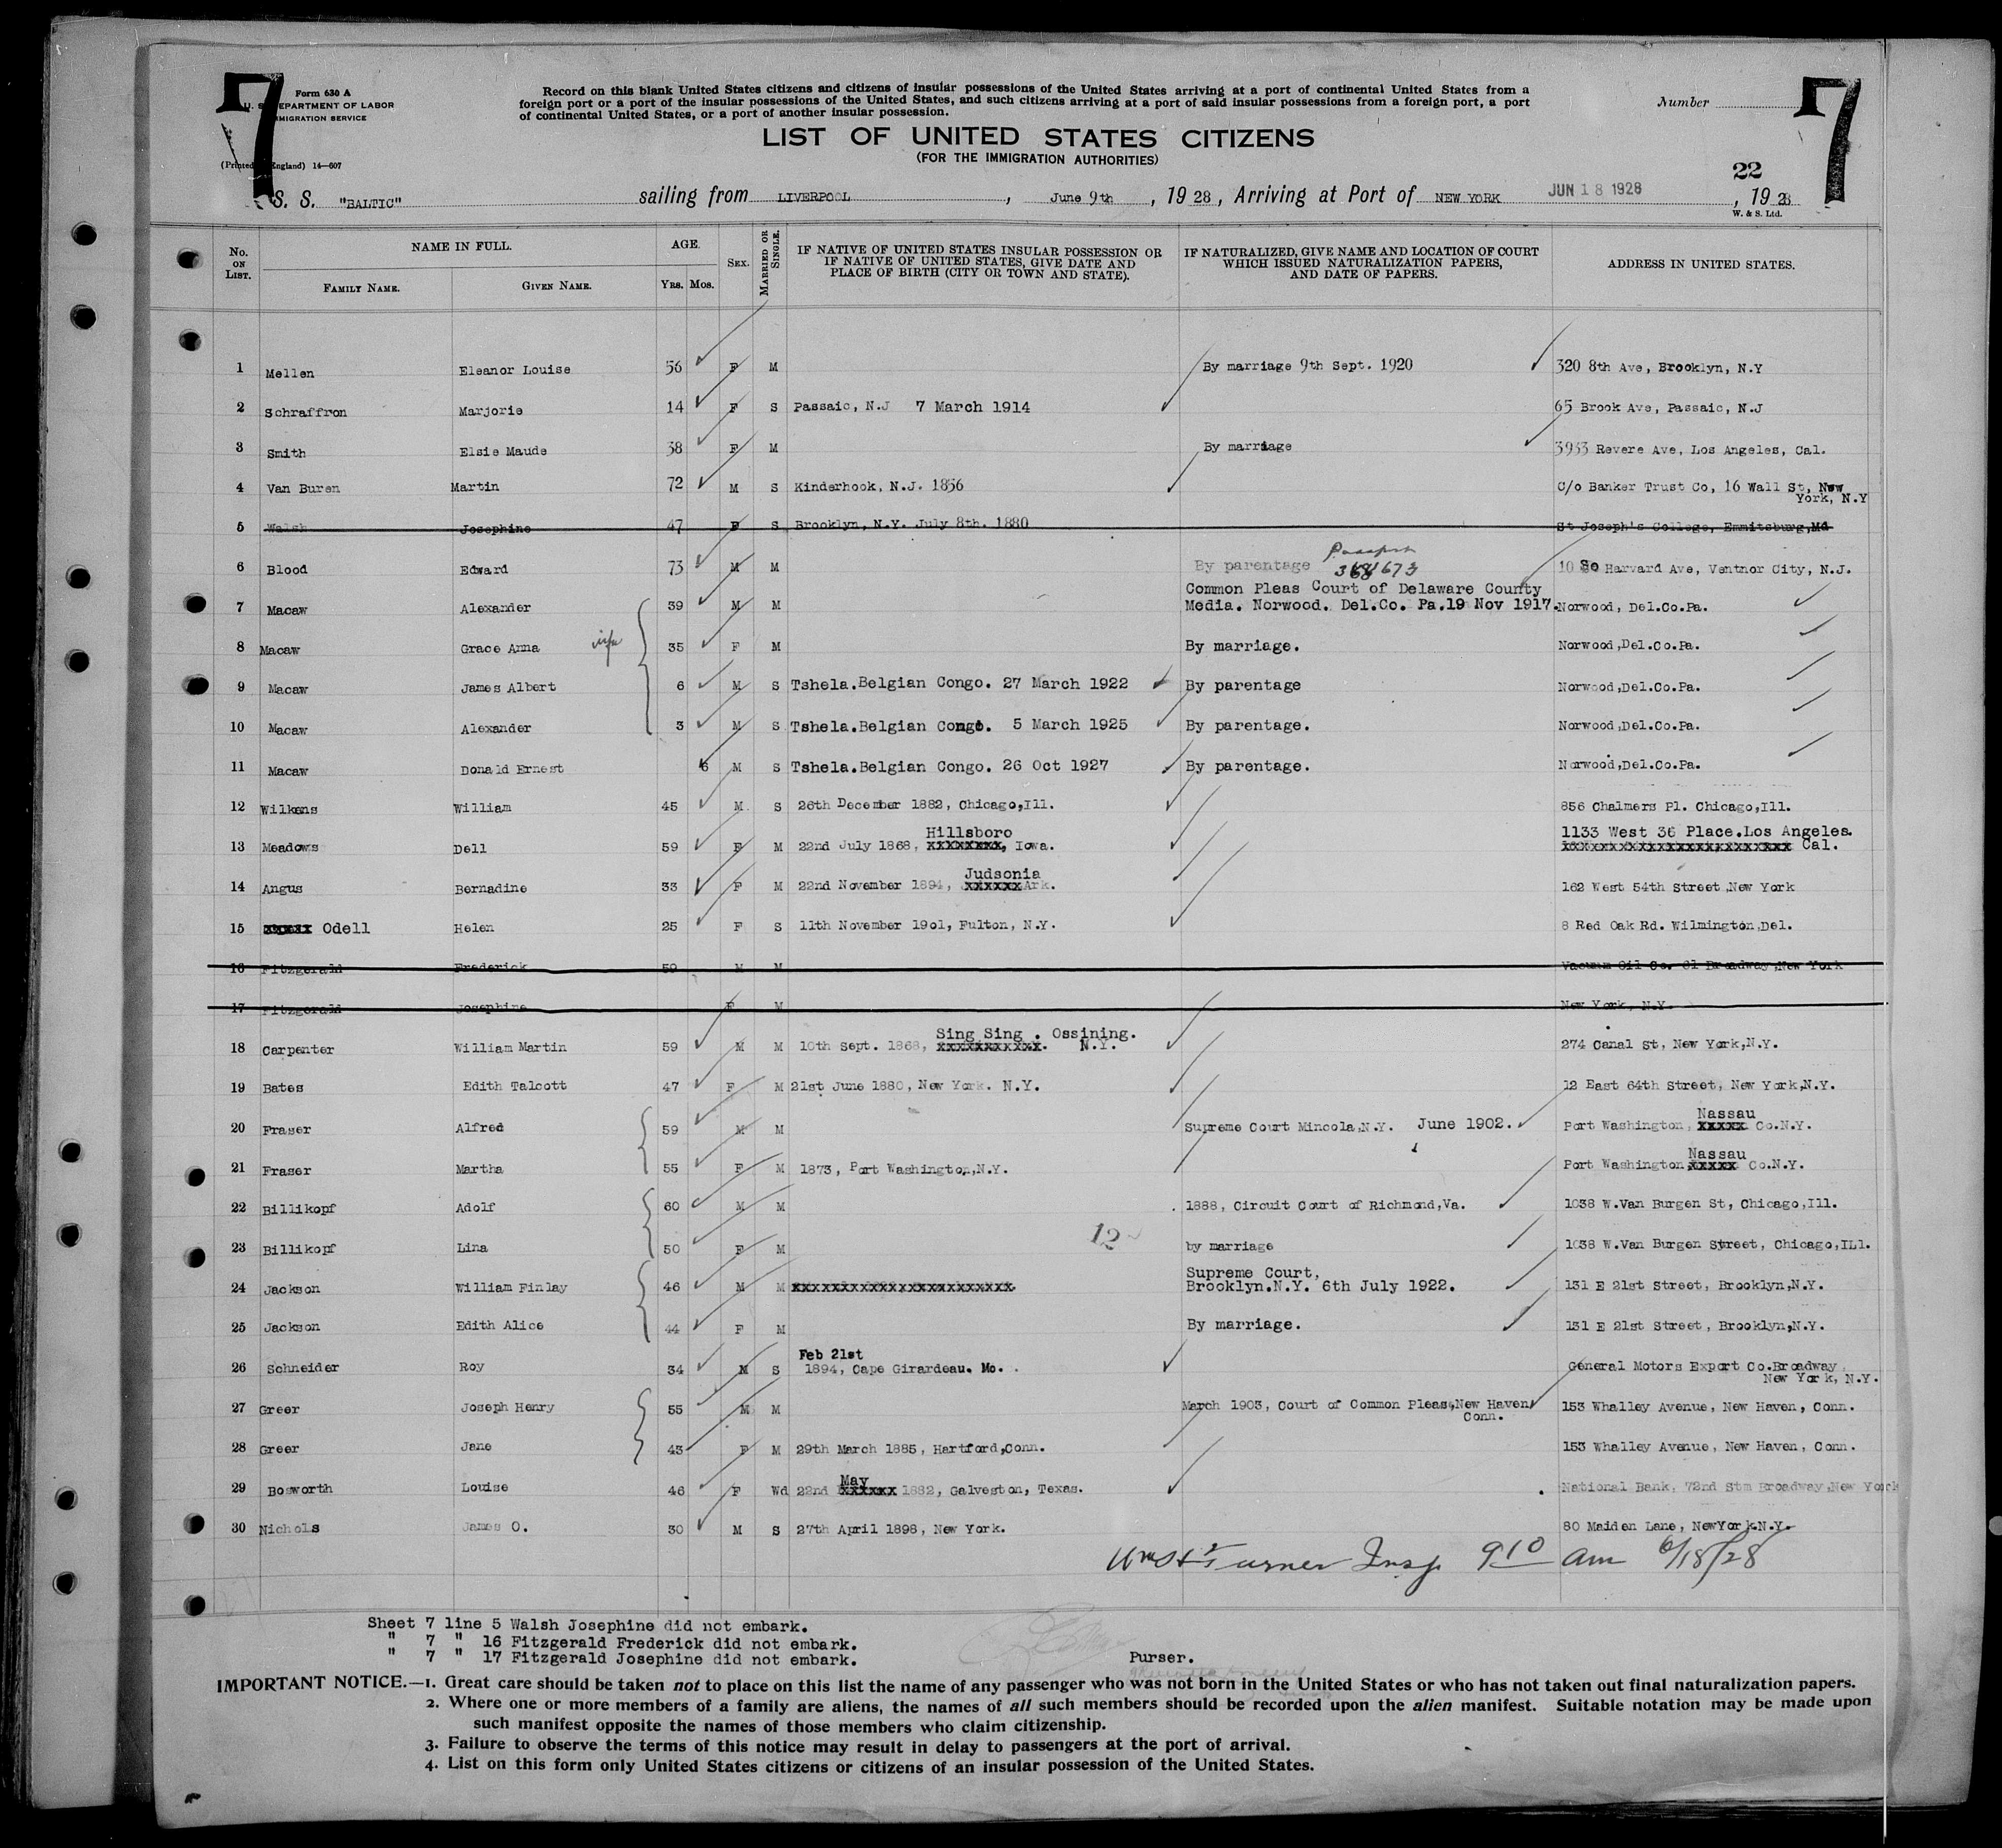 7
7
Form 630 A
U. S. DEPARTMENT OF LABOR
IMMIGRATION SERVICE
(Printed England) 14—607
Record on this blank United States citizens and citizens of insular possessions of the United States arriving at a port of continental United States from a
foreign port or a port of the insular possessions of the United States, and such citizens arriving at a port of said insular possessions from a foreign port, a port
of continental United States, or a port of another insular possession.
Number
LIST OF UNITED STATES CITIZENS
(FOR THE IMMIGRATION AUTHORITIES)
22
S. S. "BALTIC" sailing from LIVERPOOL, June 9th, 1928, Arriving at Port of NEW YORK JUN 18 1928, 1928
W. & S. Ltd.
No. ON LIST. NAME IN FULL. FAMILY NAME. GIVEN NAME. AGE. YRS. MOS. SEX. MARRIED OR SINGLE. IF NATIVE OF UNITED STATES INSULAR POSSESSION OR IF NATIVE OF UNITED STATES, GIVE DATE AND PLACE OF BIRTH (CITY OR TOWN AND STATE). IF NATURALIZED, GIVE NAME AND LOCATION OF COURT WHICH ISSUED NATURALIZATION PAPERS, AND DATE OF PAPERS. ADDRESS IN UNITED STATES.
1 Mellen Eleanor Louise 56 F M By marriage 9th Sept. 1920 320 8th Ave, Brooklyn, N.Y
2 Schraffron Marjorie 14 F S Passaic, N.J 7 March 1914 65 Brook Ave, Passaic, N.J
3 Smith Elsie Maude 38 F M By marriage 3953 Revere Ave, Los Angeles, Cal.
4 Van Buren Martin 72 M S Kinderhook, N.J. 1856 C/o Banker Trust Co, 16 Wall St, New
York, N.Y
5 Walsh Josephine 47 F S Brooklyn, N.Y. July 8th. 1880 St Joseph's College, Emmitsburg,Md
Passport
6 Blood Edward 73 M M By parentage 368673 10 So Harvard Ave, Ventnor City, N.J.
Common Pleas Court of Delaware County
7 Macaw Alexander 39 M M Media. Norwood. Del.Co. Pa.19 Nov 1917. Norwood, Del.Co.Pa.
8 Macaw Grace Anna wife 35 F M By marriage. Norwood,Del.Co.Pa.
9 Macaw James Albert 6 M S Tshela.Belgian Congo. 27 March 1922 By parentage Norwood,Del.Co.Pa.
10 Macaw Alexander 3 M S Tshela.Belgian Congo. 5 March 1925 By parentage. Norwood,Del.Co.Pa.
11 Macaw Donald Ernest 6 M S Tshela.Belgian Congo. 26 Oct 1927 By parentage. Norwood,Del.Co.Pa.
12 Wilkens William 45 M. S 26th December 1882, Chicago,Ill. 856 Chalmers Pl. Chicago,Ill.
Hillsboro 1133 West 36 Place.Los Angeles.
13 Meadows Dell 59 F M 22nd July 1868, xxxxxxxx, Iowa. xxxxxxxxxxxxxxxxxxxxxxxx Cal.
Judsonia
14 Angus Bernadine 33 F M 22nd November 1894, xxxxxx Ark. 162 West 54th Street,New York
15 xxxxx Odell Helen 25 F S 11th November 19o1, Fulton, N.Y. 8 Red Oak Rd. Wilmington,Del.
16 Fitzgerald Frederick 59 M M Vacuum Oil Co. 61 Broadway,New York
17 Fitzgerald Josephine F M New York, N.Y.
Sing Sing . Ossining.
18 Carpenter William Martin 59 M M 10th Sept. 1868, xxxxxxxxxxx. N.Y. 274 Canal St, New York,N.Y.
19 Bates Edith Talcott 47 F M 21st June 1880, New York. N.Y. 12 East 64th Street, New York,N.Y.
Nassau
20 Fraser Alfred 59 M M Supreme Court Mincola,N.Y. June 1902. Port Washington, xxxxx Co.N.Y.
Nassau
21 Fraser Martha 55 F M 1873, Port Washington,N.Y. Port Washington,xxxxx Co.N.Y.
22 Billikopf Adolf 60 M M 1888, Circuit Court of Richmond,Va. 1038 W.Van Burgen St, Chicago,Ill.
12
23 Billikopf Lina 50 F M by marriage 1038 W.Van Burgen Street, Chicago,ILl.
Supreme Court,
24 Jackson William Finlay 46 M M xxxxxxxxxxxxxxxxxxxxxxx Brooklyn.N.Y. 6th July 1922. 131 E 21st Street, Brooklyn,N.Y.
25 Jackson Edith Alice 44 F M By marriage. 131 E 21st Street, Brooklyn,N.Y.
Feb 21st
26 Schneider Roy 34 M S 1894, Cape Girardeau. Mo. General Motors Export Co.Broadway
New York, N.Y.
27 Greer Joseph Henry 55 M M March 1903, Court of Common Pleas,New Haven 153 Whalley Avenue, New Haven, Conn.
Conn.
28 Greer Jane 43 F M 29th March 1885, Hartford,Conn. 153 Whalley Avenue, New Haven, Conn.
May
29 Bosworth Louise 46 F Wd 22nd xxxxxx 1882, Galveston, Texas. National Bank, 72nd Stm Broadway,New York
30 Nichols James O. 30 M S 27th April 1898, New York. 80 Maiden Lane, NewYork.N.Y.
Turner Insp 9 10 am 6/18/28
Sheet 7 line 5 Walsh Josephine did not embark.
" 7 " 16 Fitzgerald Frederick did not embark.
" 7 " 17 Fitzgerald Josephine did not embark.
Purser.
IMPORTANT NOTICE.—1. Great care should be taken not to place on this list the name of any passenger who was not born in the United States or who has not taken out final naturalization papers.
2. Where one or more members of a family are aliens, the names of all such members should be recorded upon the alien manifest. Suitable notation may be made upon
such manifest opposite the names of those members who claim citizenship.
3. Failure to observe the terms of this notice may result in delay to passengers at the port of arrival.
4. List on this form only United States citizens or citizens of an insular possession of the United States.